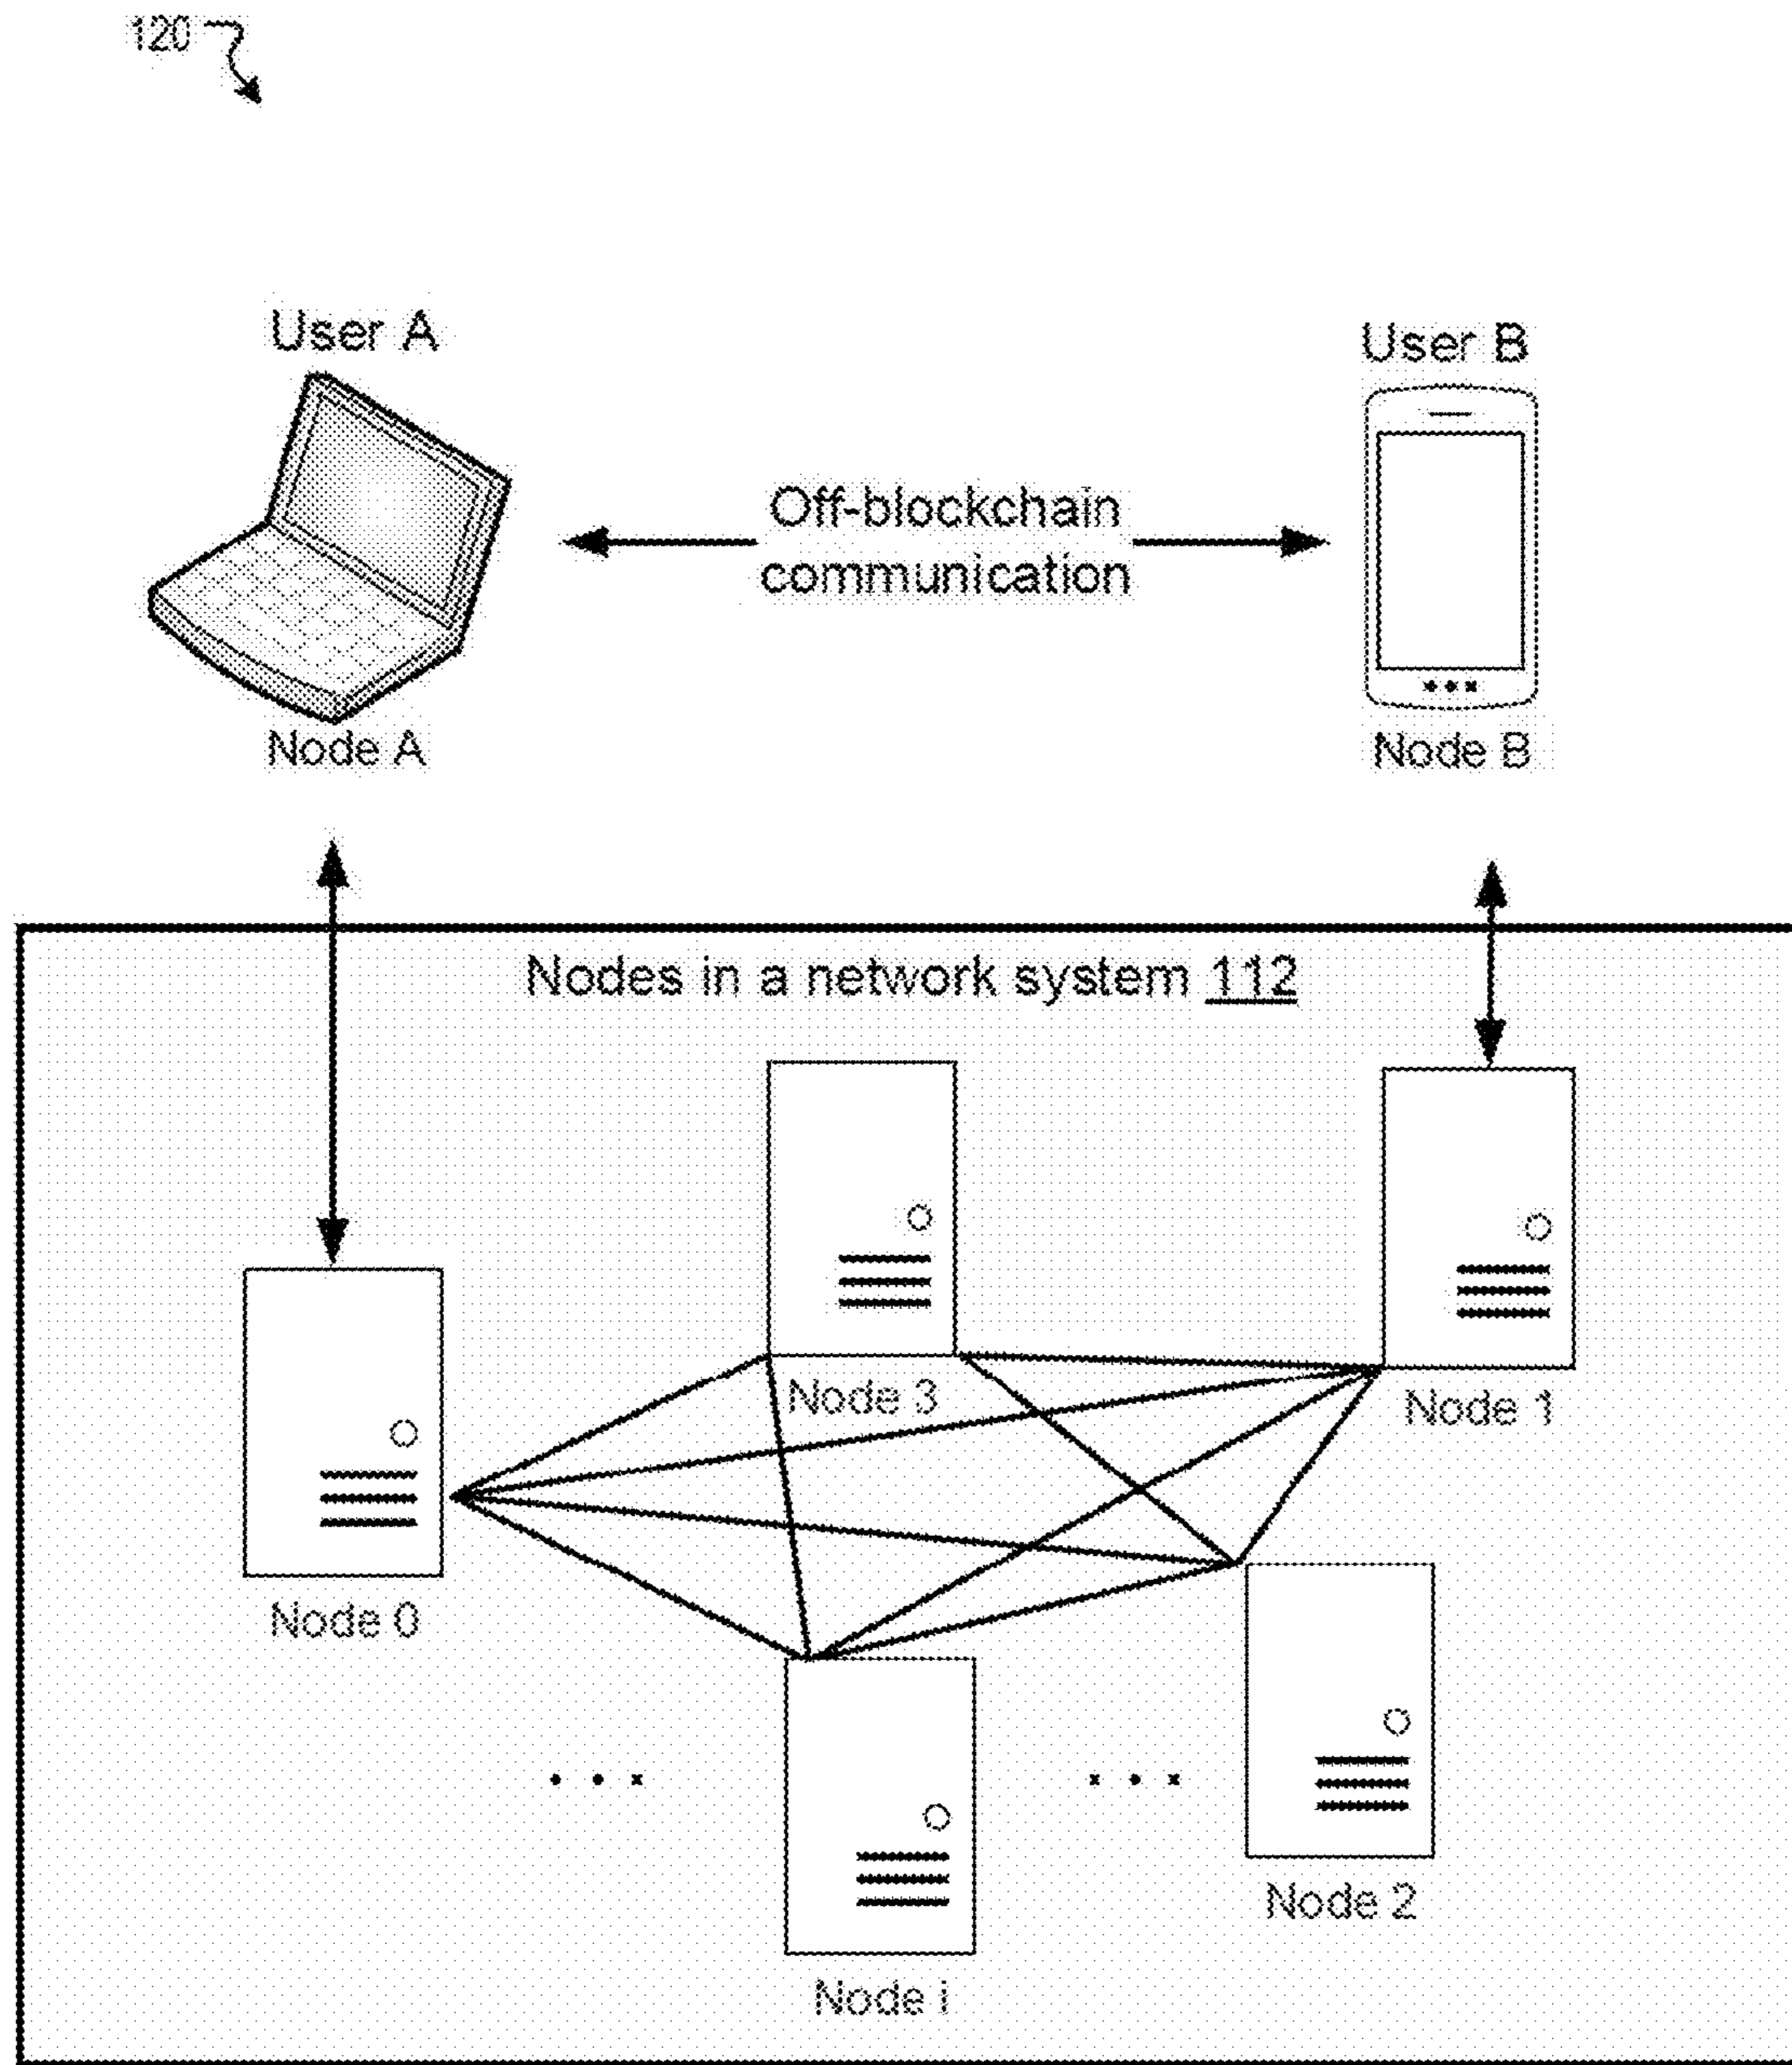 120
User A
User B
Off-blockchain
communication
Node A
Node B
Nodes in a network system 112
Node 3
Node 1
Node 0
Node 2
Node i